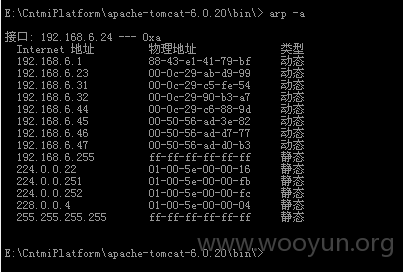 E:\CntmiPlatform\apache-tomcat-6.0.20\bin\> arp -a
接口: 192.168.6.24 --- 0xa
Internet 地址 物理地址 类型
192.168.6.1 88-43-e1-41-79-bf 动态
192.168.6.23 00-0c-29-ab-d9-99 动态
192.168.6.31 00-0c-29-c5-fe-54 动态
192.168.6.32 00-0c-29-90-b3-a7 动态
192.168.6.44 00-0c-29-c6-88-9d 动态
192.168.6.45 00-50-56-ad-3e-82 动态
192.168.6.46 00-50-56-ad-d7-77 动态
192.168.6.47 00-50-56-ad-d0-b3 动态
192.168.6.255 ff-ff-ff-ff-ff-ff 静态
224.0.0.22 01-00-5e-00-00-16 静态
224.0.0.251 01-00-5e-00-00-fb 静态
224.0.0.252 01-00-5e-00-00-fc 静态
228.0.0.4 01-00-5e-00-00-04 静态
255.255.255.255 ff-ff-ff-ff-ff-ff 静态
www.wooyun.org
E:\CntmiPlatform\apache-tomcat-6.0.20\bin\>